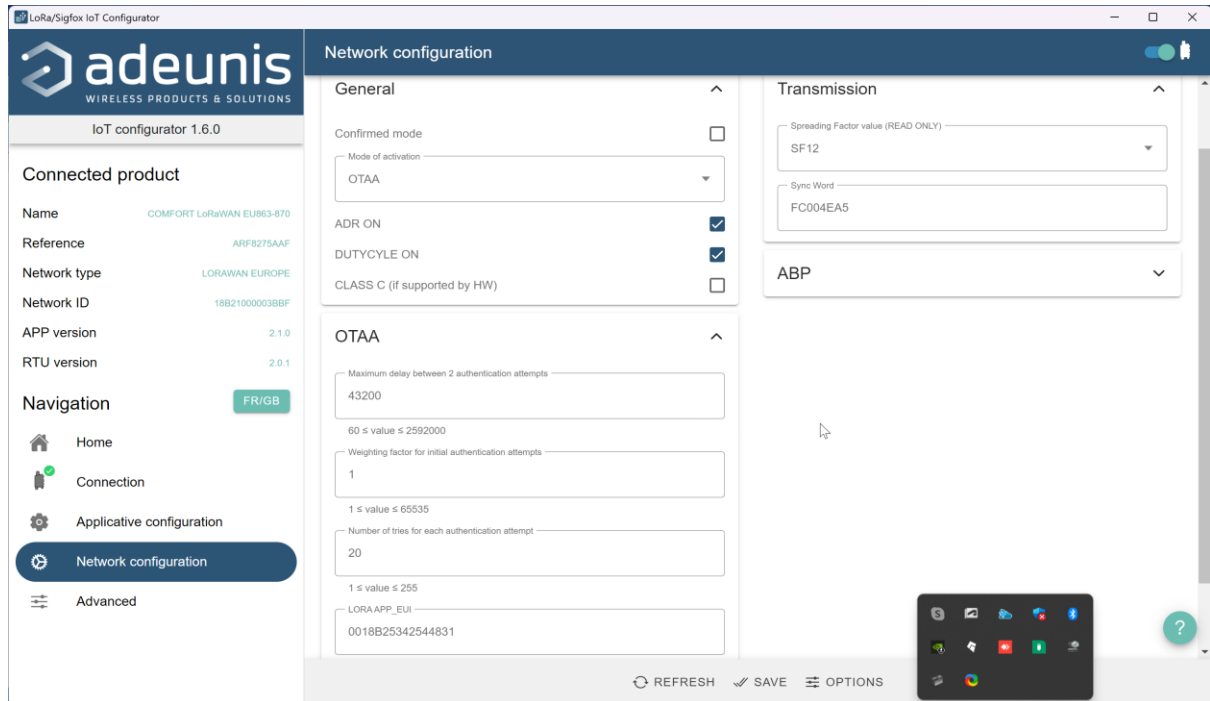 LoRa/Sigfox IoT Configurator
adeunis
WIRELESS PRODUCTS & SOLUTIONS
IoT configurator 1.6.0
Connected product
Name COMFORT LoRaWAN EU863-870
Reference ARF8275AAF
Network type LORAWAN EUROPE
Network ID 18B21000003BBF
APP version 2.1.0
RTU version 2.0.1
Navigation FR/GB
Home
Connection
Applicative configuration
Network configuration
Advanced
Network configuration
General
Confirmed mode
Mode of activation
OTAA
ADR ON
DUTYCYLE ON
CLASS C (if supported by HW)
OTAA
Maximum delay between 2 authentication attempts
43200
60 ≤ value ≤ 2592000
Weighting factor for initial authentication attempts
1
1 ≤ value ≤ 65535
Number of tries for each authentication attempt
20
1 ≤ value ≤ 255
LORA APP_EUI
0018B25342544831
Transmission
Spreading Factor value (READ ONLY)
SF12
Sync Word
FC004EA5
ABP
?
REFRESH SAVE OPTIONS